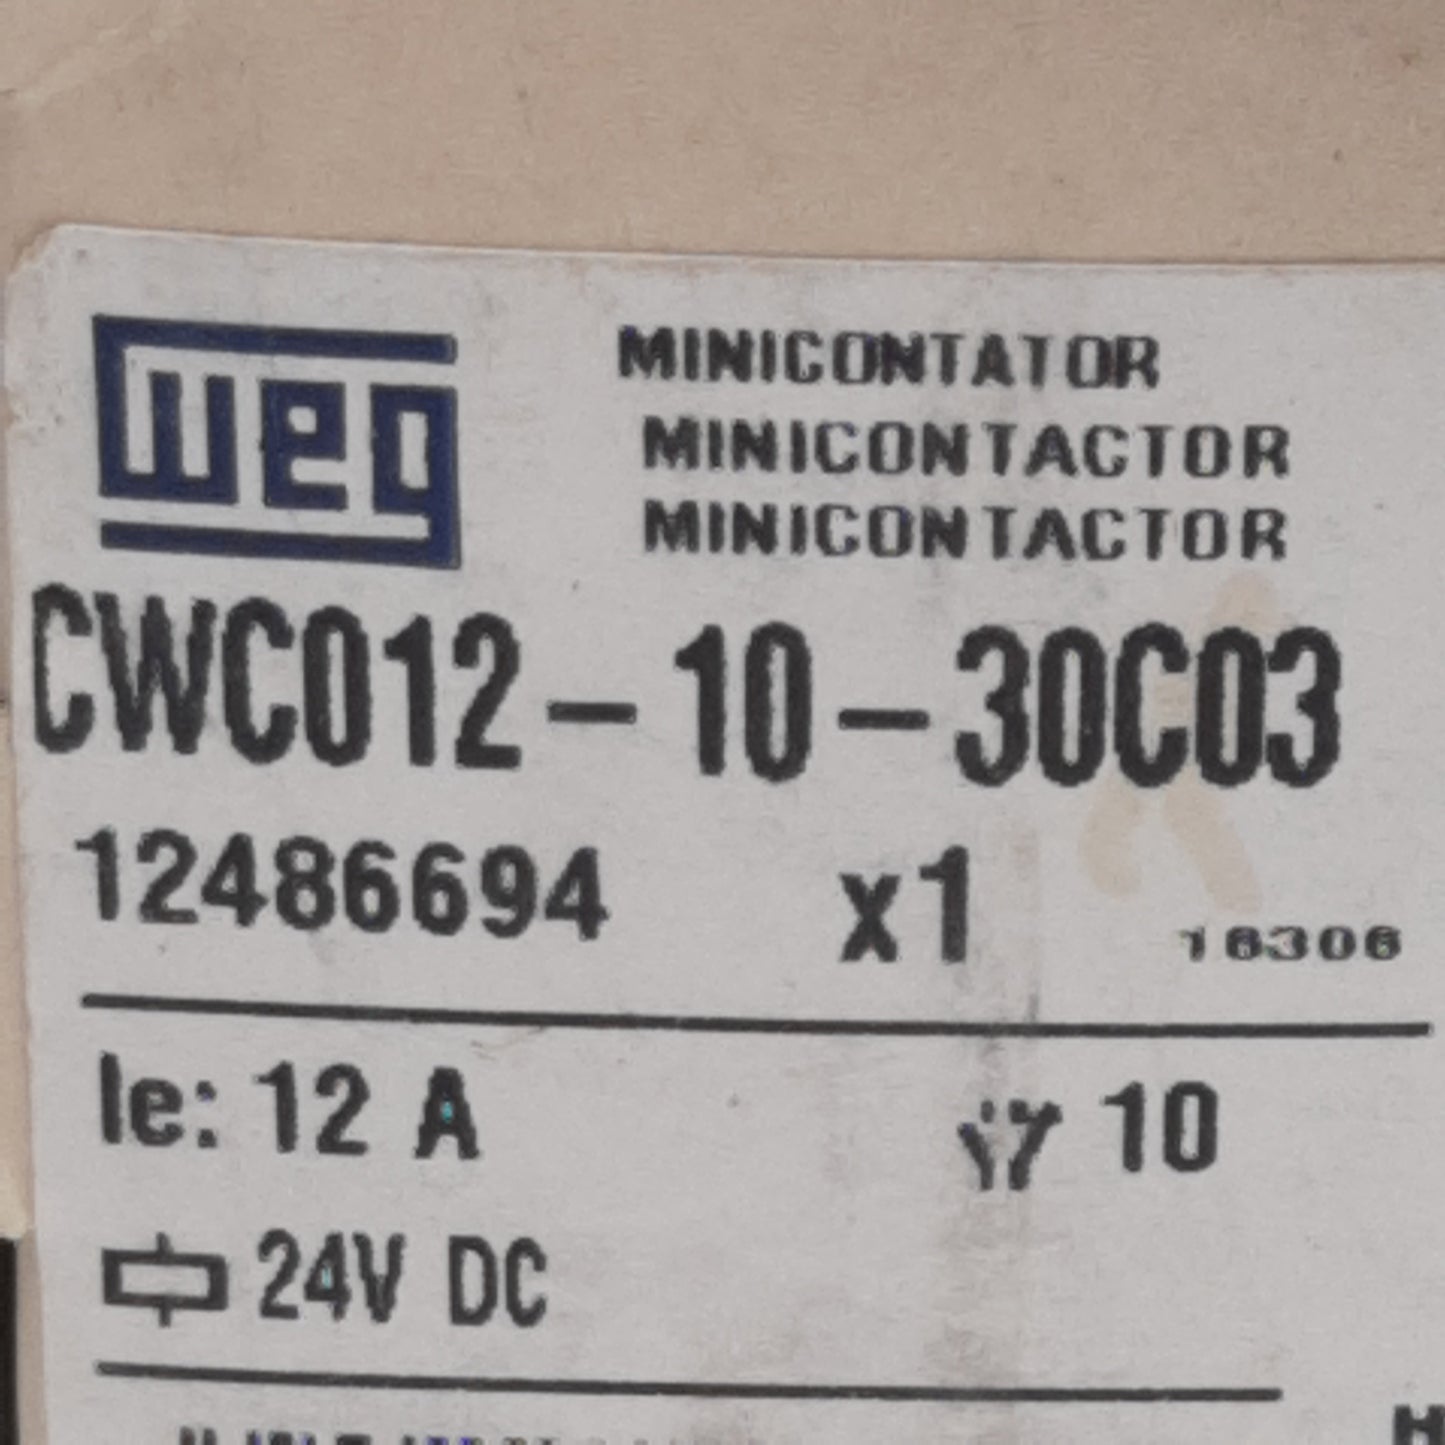 weg
MINICONTATOR
MINICONTACTOR
MINICONTACTOR
CWC012-10-30C03
12486694 x1 16306
Ie: 12 A 10
24V DC